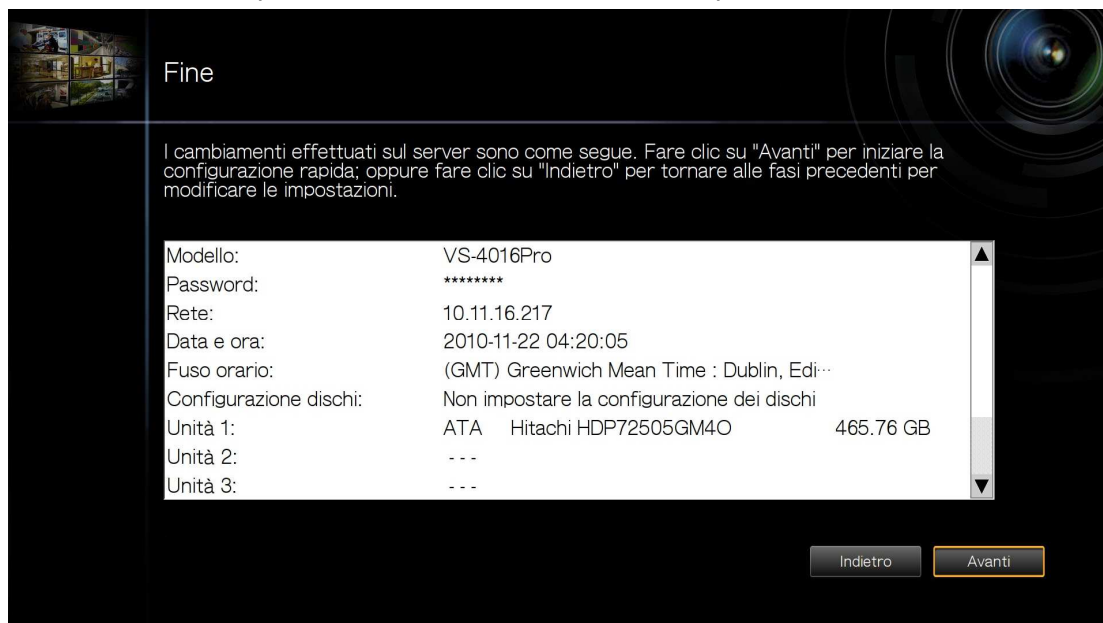 Fine
I cambiamenti effettuati sul server sono come segue. Fare clic su "Avanti" per iniziare la
configurazione rapida; oppure fare clic su "Indietro" per tornare alle fasi precedenti per
modificare le impostazioni.
Modello: VS-4016Pro
Password: ********
Rete: 10.11.16.217
Data e ora: 2010-11-22 04:20:05
Fuso orario: (GMT) Greenwich Mean Time : Dublin, Edi...
Configurazione dischi: Non impostare la configurazione dei dischi
Unità 1: ATA Hitachi HDP72505GM4O 465.76 GB
Unità 2: ---
Unità 3: ---
Indietro Avanti